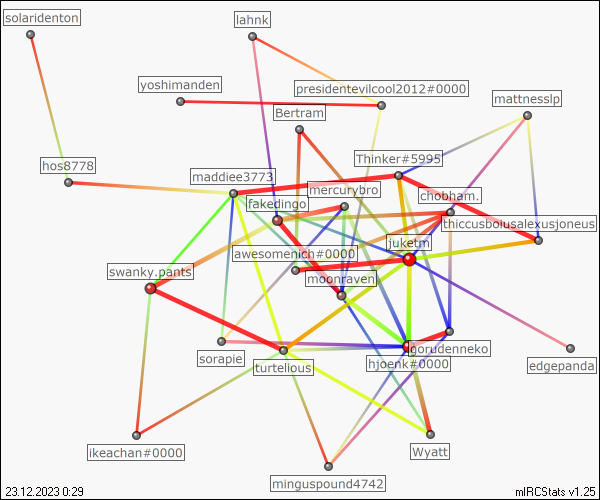 solaridenton
lahnk
yoshimanden
presidentevilcool2012#0000
mattnesslp
Bertram
hos8778
Thinker#5995
maddiee3773
mercurybro
chobham.
fakedingo
thiccusboiusalexusjoneus
juketm
awesomenich#0000
swanky.pants
moonraven
gorudenneko
sorapie
hjoenk#0000
edgepanda
turtellous
ikeachan#0000
Wyatt
minguspound4742
23.12.2023 0:29
mIRCStats v1.25